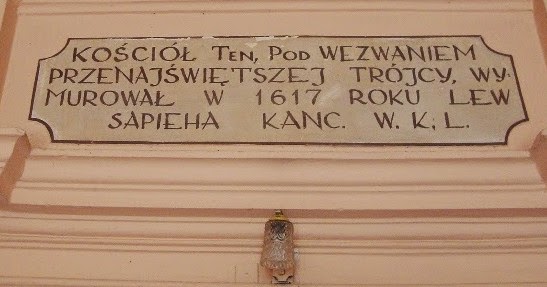 KOŚCIÓŁ TEN, POD WEZWANIEM
PRZENAJŚWIĘTSZEJ TRÓJCY, WY-
MUROWAŁ W 1617 ROKU LEW
SAPIEHA KANC. W. K, L.